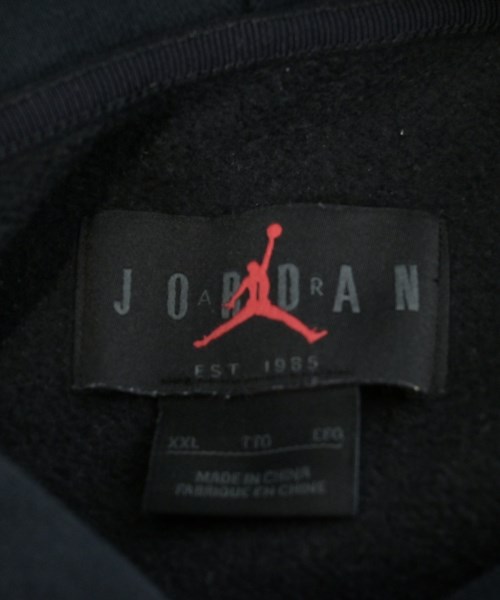 JORDAN
AIR
EST 1985
XXL TTG EEG
MADE IN CHINA
FABRIQUÉ EN CHINE